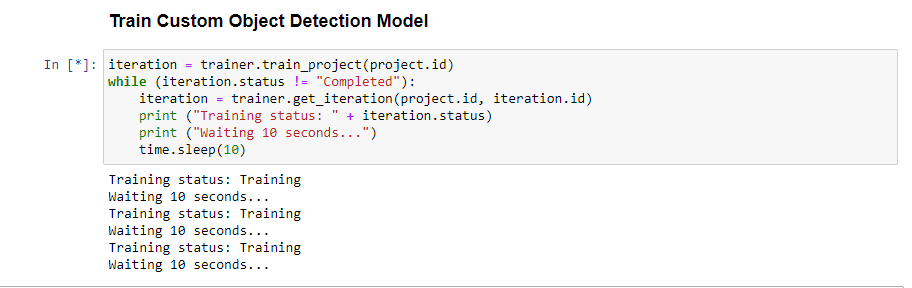 Train Custom Object Detection Model
In [*]: iteration = trainer.train_project(project.id)
while (iteration.status != "Completed"):
    iteration = trainer.get_iteration(project.id, iteration.id)
    print ("Training status: " + iteration.status)
    print ("Waiting 10 seconds...")
    time.sleep(10)
Training status: Training
Waiting 10 seconds...
Training status: Training
Waiting 10 seconds...
Training status: Training
Waiting 10 seconds...